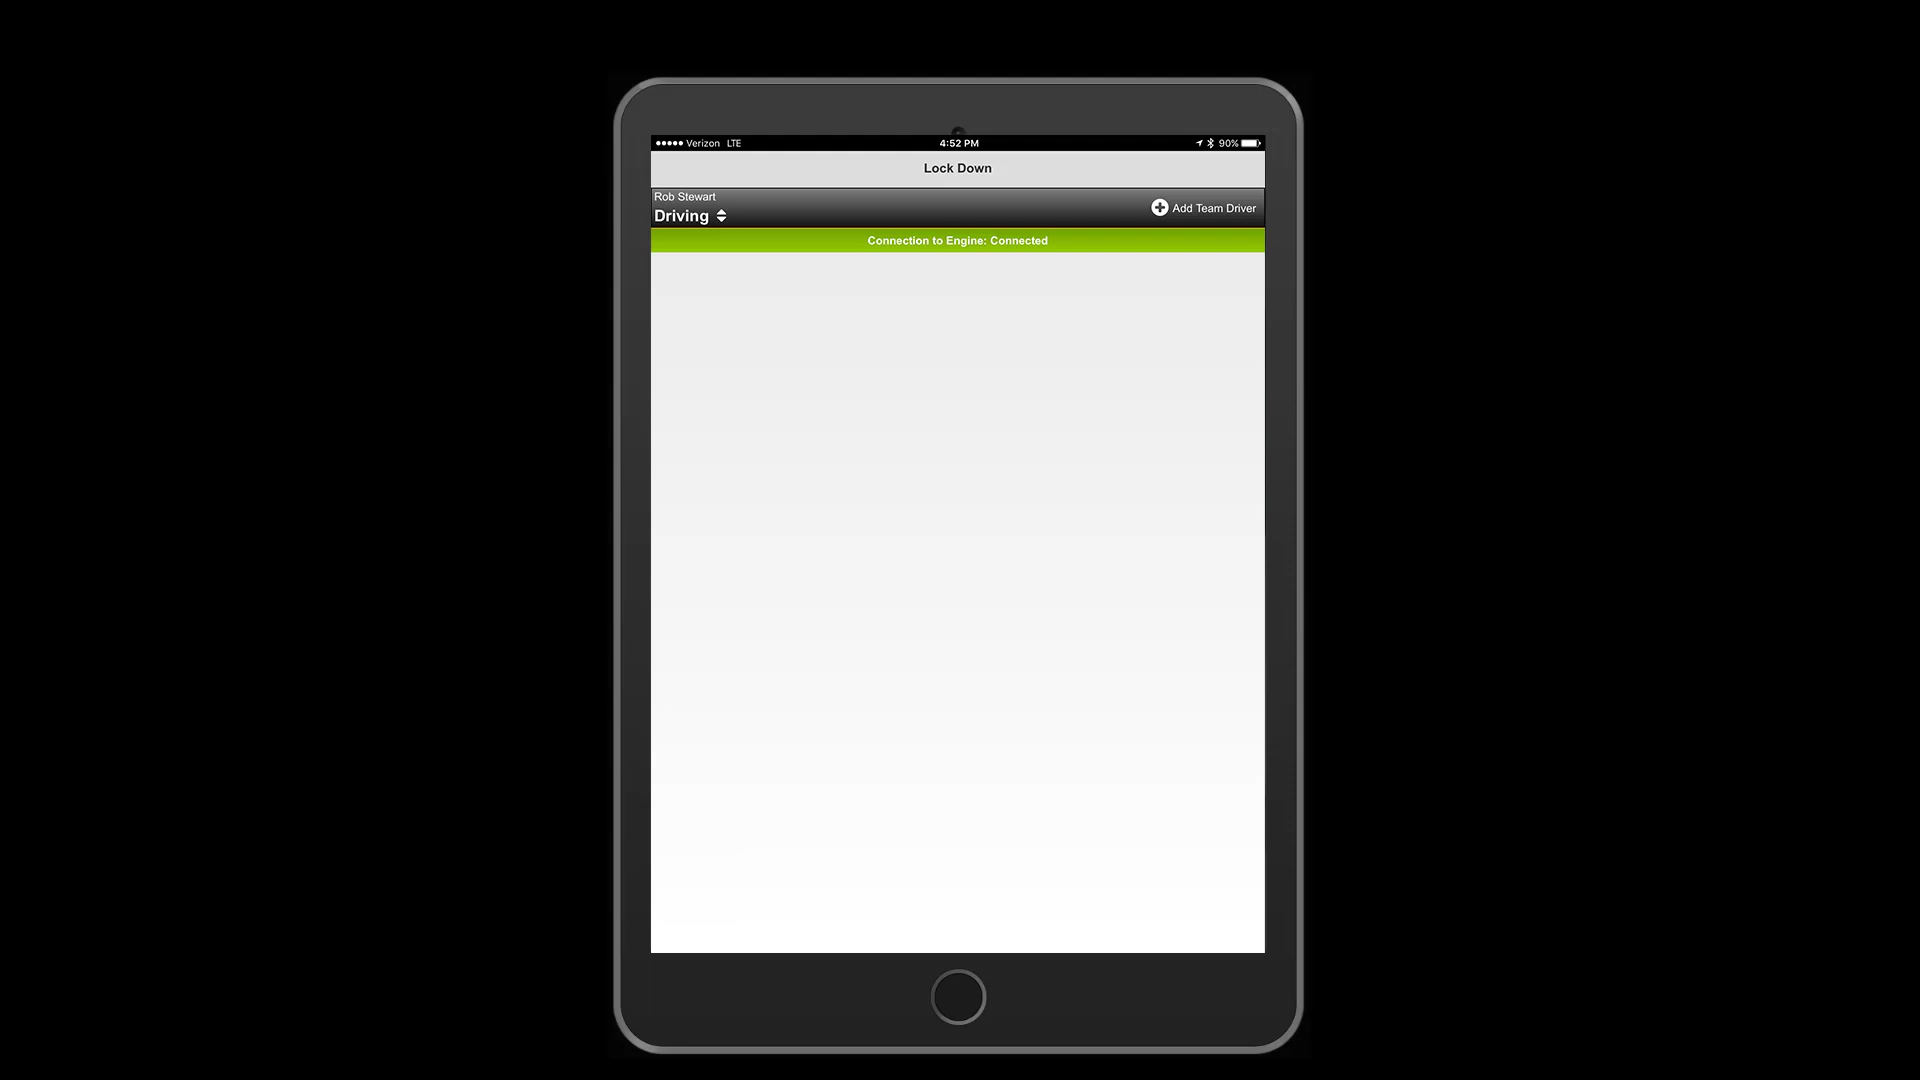 Verizon LTE
4:52 PM
90%
Lock Down
Rob Stewart
Driving
Add Team Driver
Connection to Engine: Connected